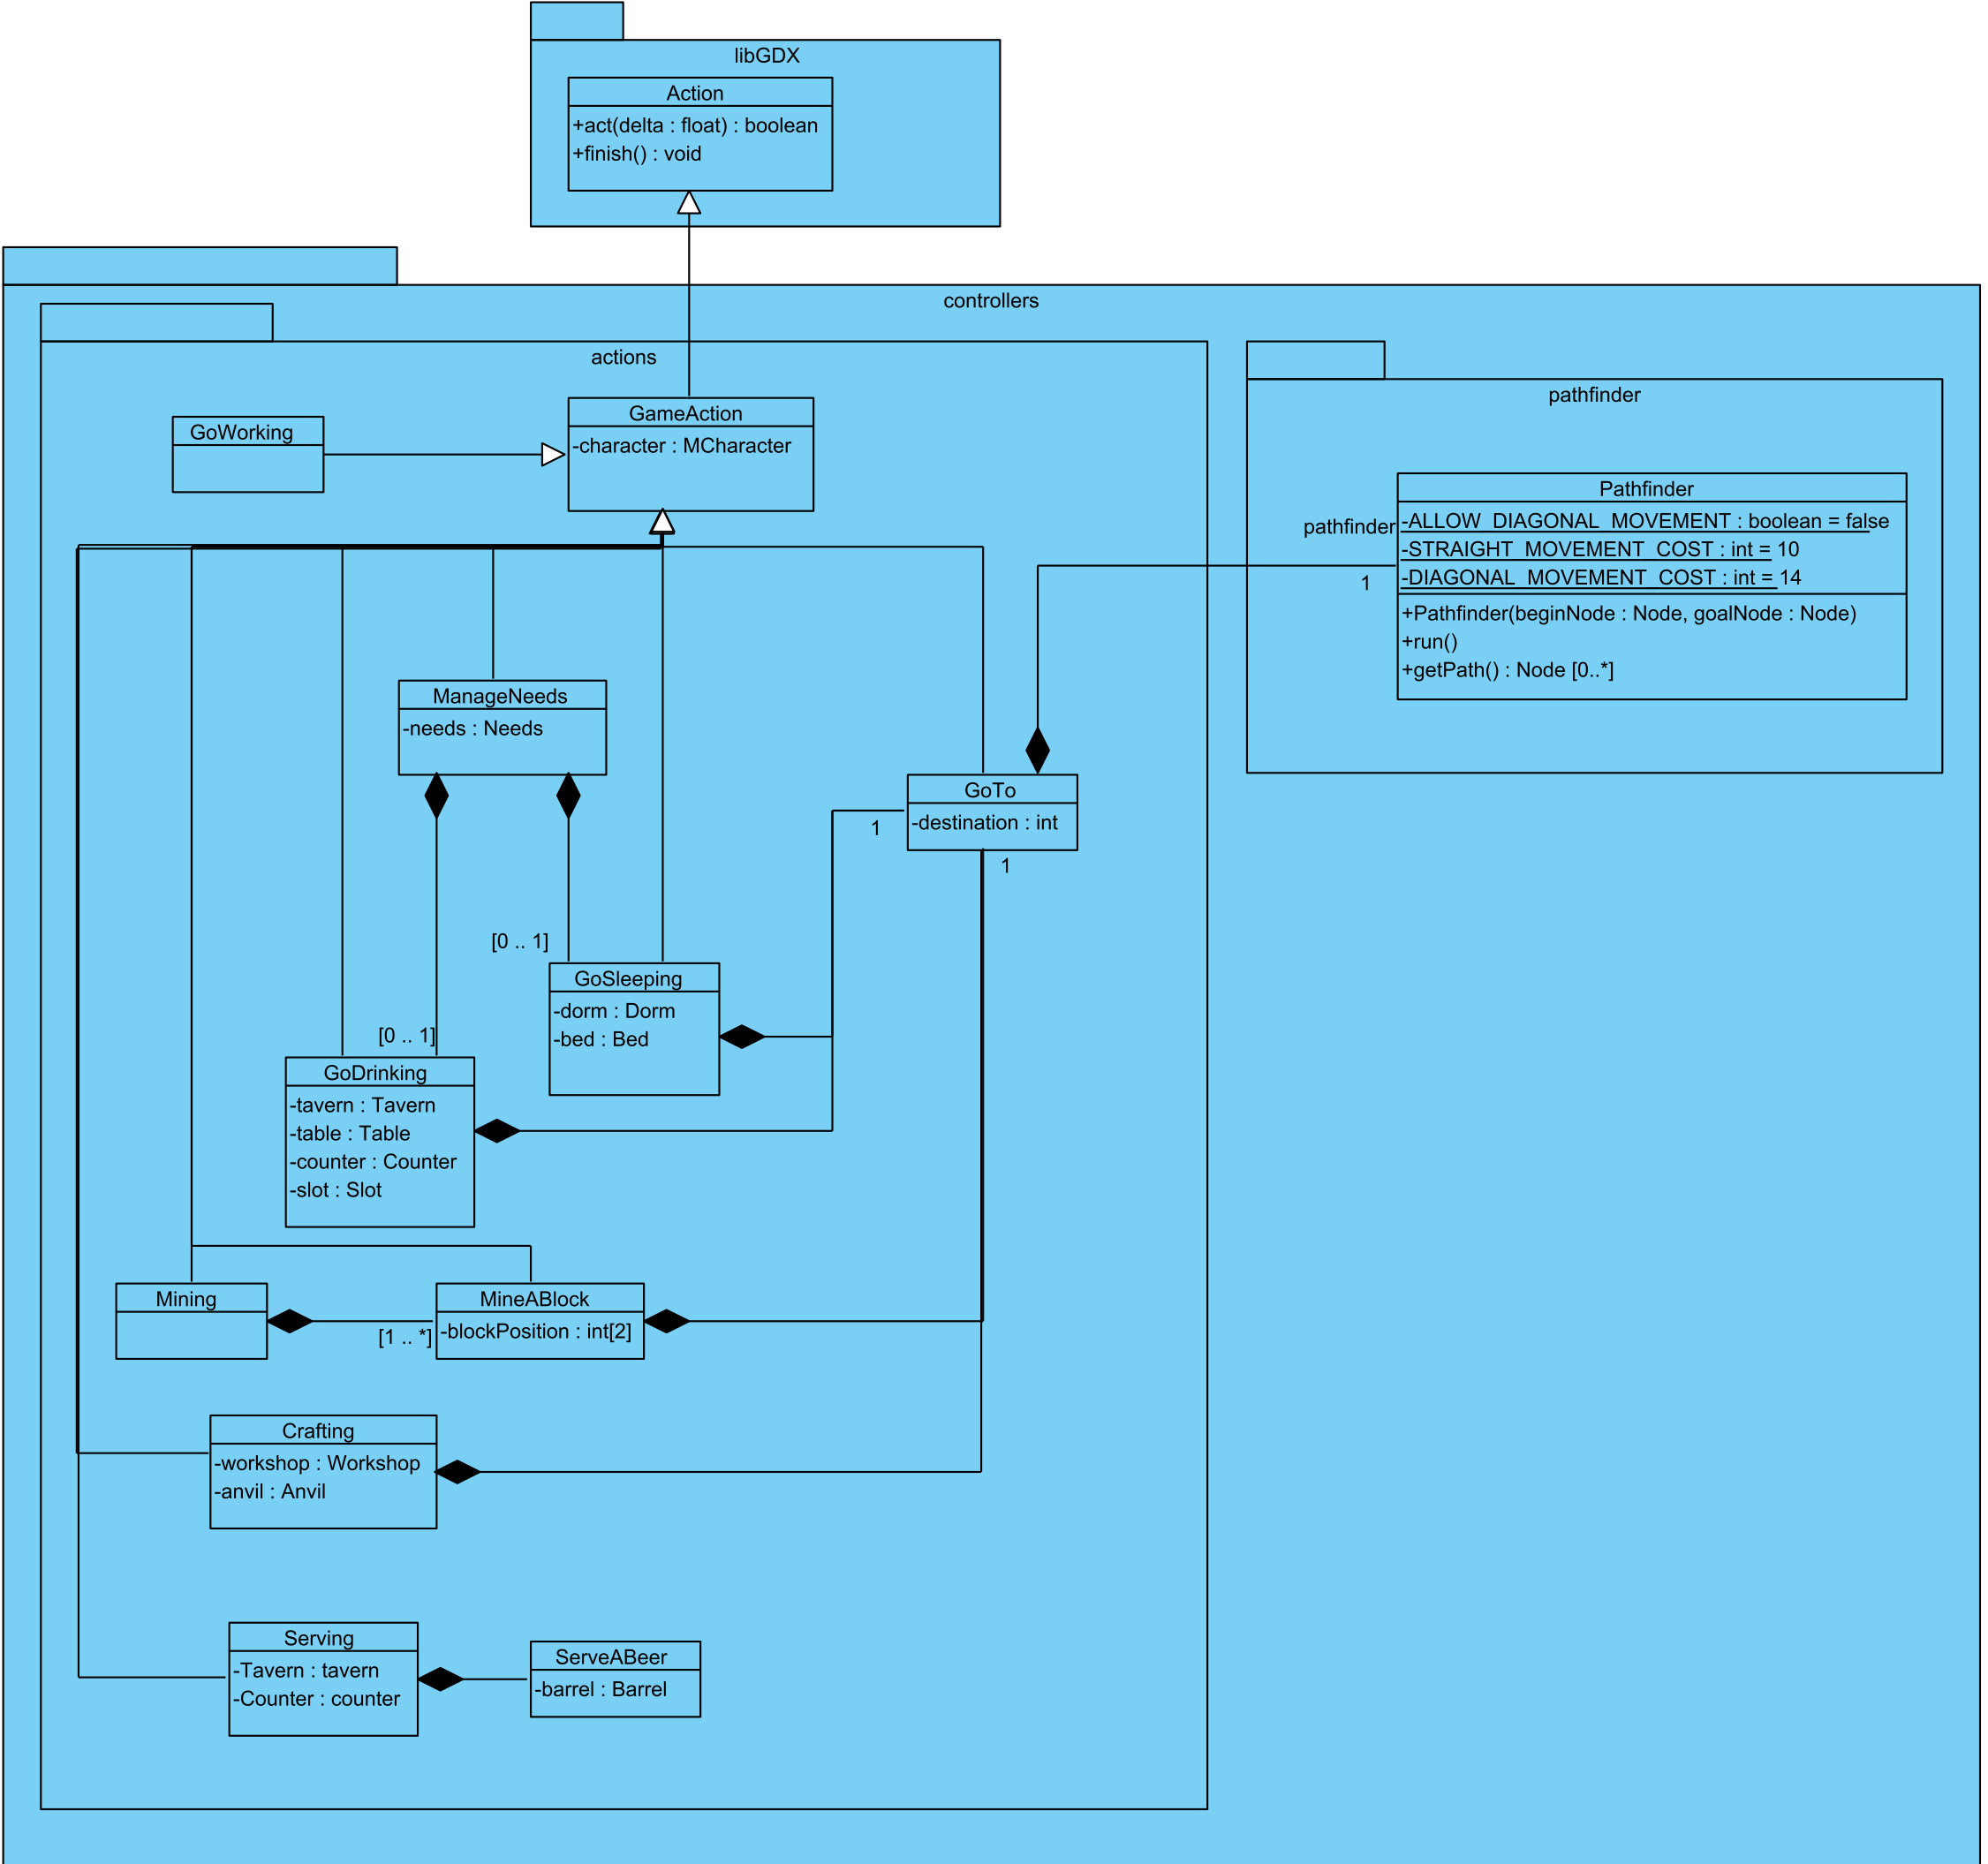 libGDX
Action
+act(delta : float) : boolean
+finish() : void
controllers
actions
GameAction
-character : MCharacter
GoWorking
pathfinder
Pathfinder
-ALLOW_DIAGONAL_MOVEMENT : boolean = false
-STRAIGHT_MOVEMENT_COST : int = 10
-DIAGONAL_MOVEMENT_COST : int = 14
+Pathfinder(beginNode : Node, goalNode : Node)
+run()
+getPath() : Node [0..*]
pathfinder
1
ManageNeeds
-needs : Needs
GoTo
-destination : int
1
1
[0 .. 1]
GoSleeping
-dorm : Dorm
-bed : Bed
[0 .. 1]
GoDrinking
-tavern : Tavern
-table : Table
-counter : Counter
-slot : Slot
Mining
[1 .. *]
MineABlock
-blockPosition : int[2]
Crafting
-workshop : Workshop
-anvil : Anvil
Serving
-Tavern : tavern
-Counter : counter
ServeABeer
-barrel : Barrel